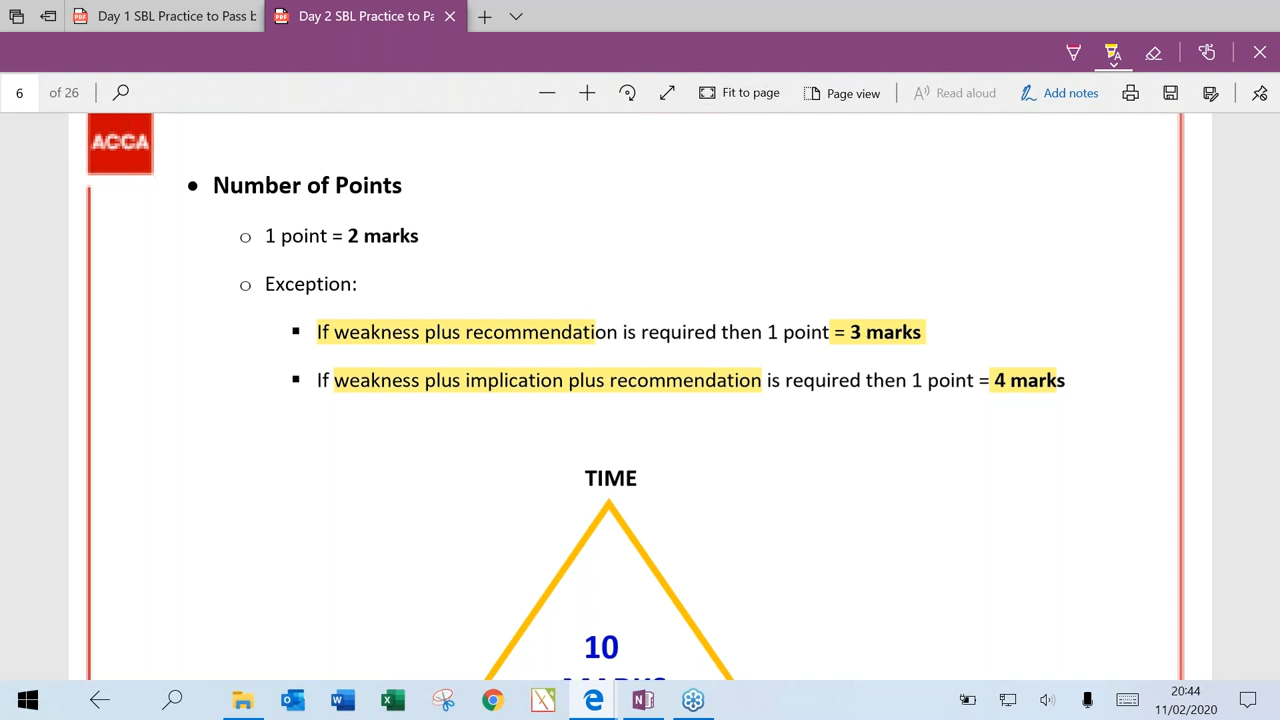 Day 1 SBL Practice to Pass b
Day 2 SBL Practice to Pa
6 of 26
Fit to page
Page view
Read aloud
Add notes
ACCA
• Number of Points
o 1 point = 2 marks
o Exception:
▪ If weakness plus recommendation is required then 1 point = 3 marks
▪ If weakness plus implication plus recommendation is required then 1 point = 4 marks
TIME
10
MARKS
20:44
11/02/2020